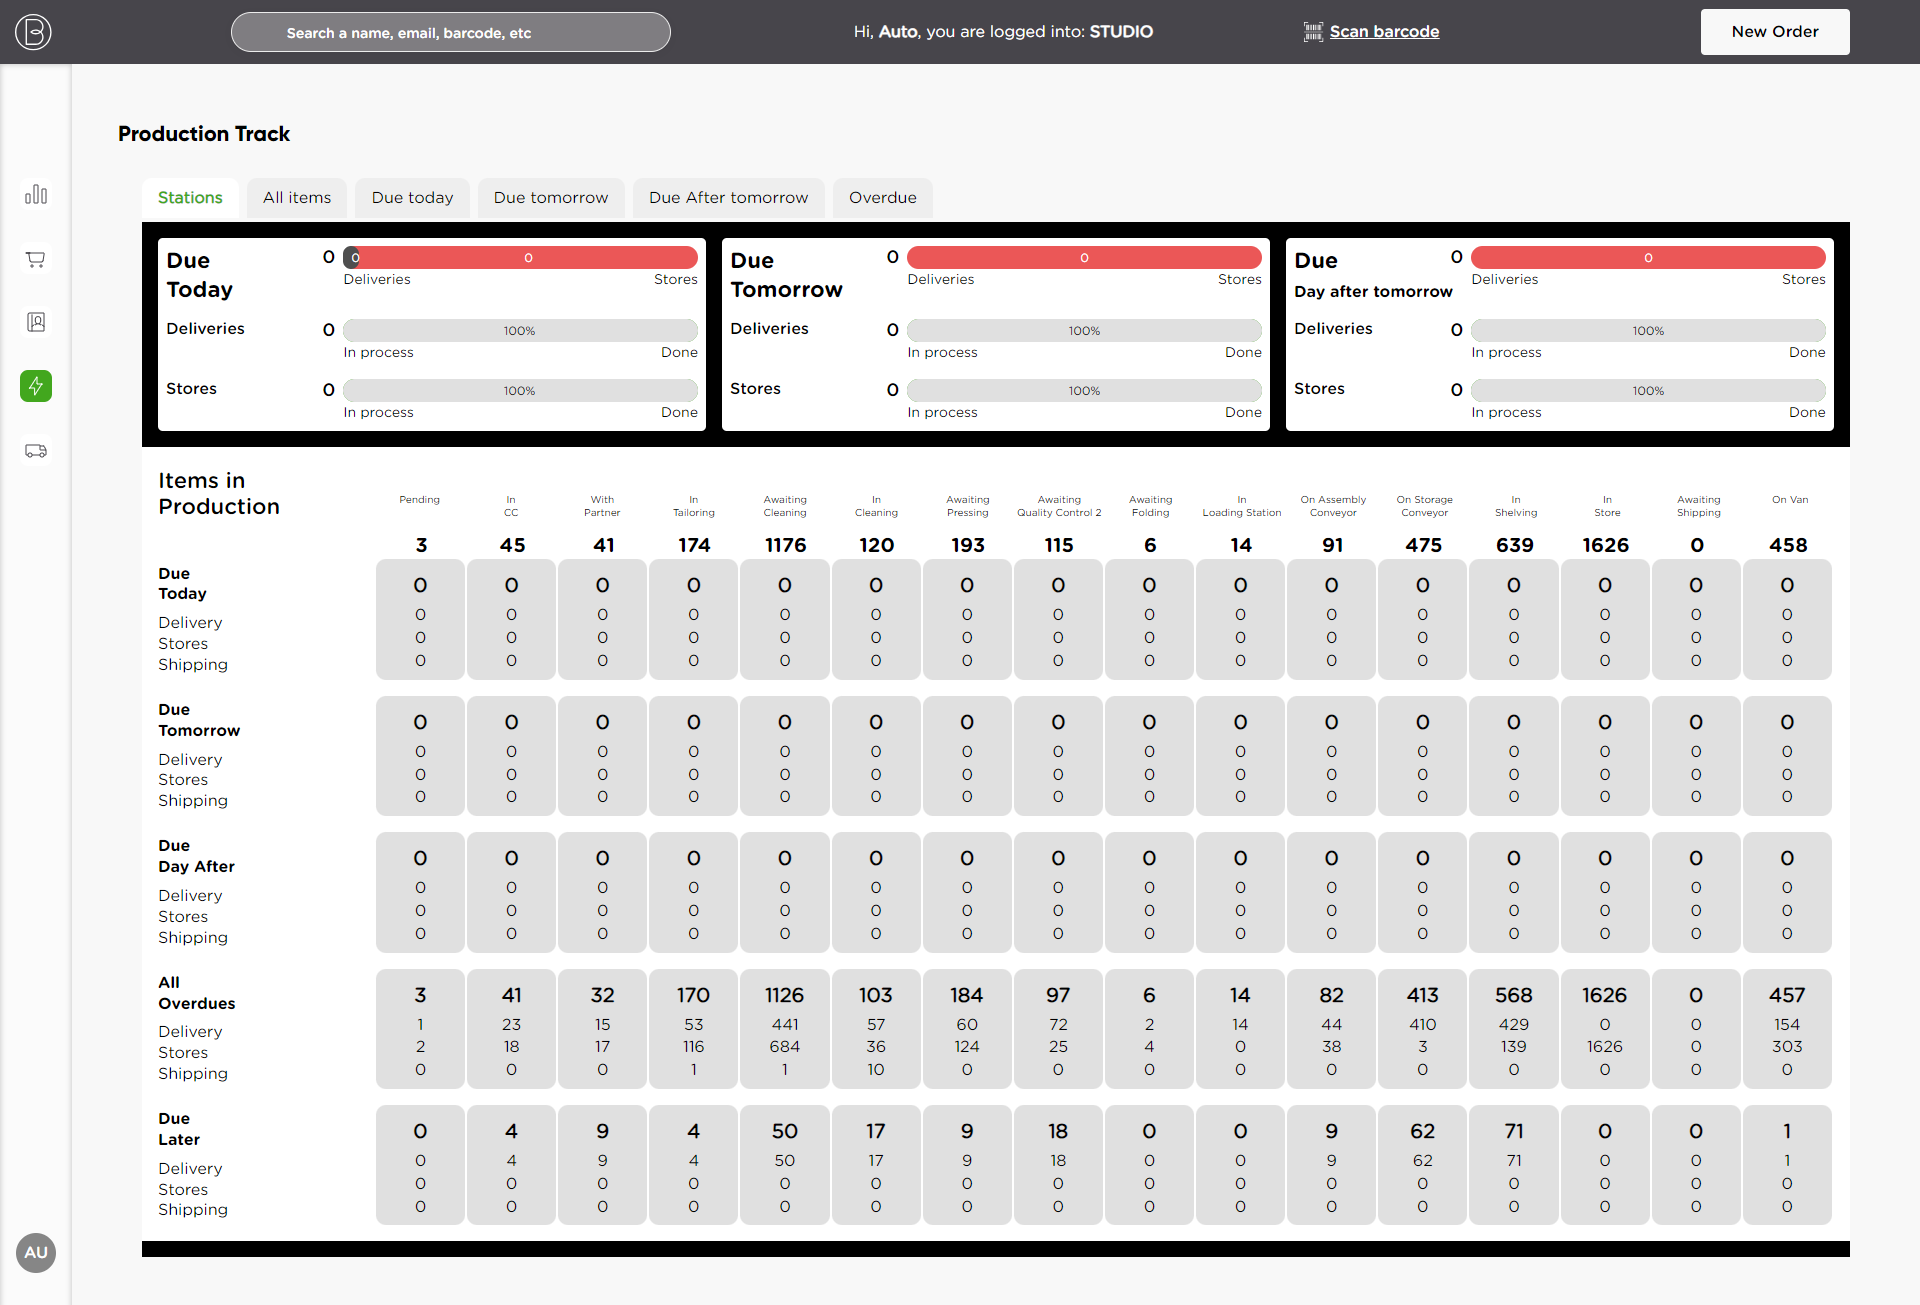 B
Search a name, email, barcode, etc
Hi, Auto, you are logged into: STUDIO
Scan barcode
New Order
Production Track
Stations
All items
Due today
Due tomorrow
Due After tomorrow
Overdue
Due
Today
0
0
0
Deliveries
Stores
Deliveries
0
100%
In process
Done
Stores
0
100%
In process
Done
Due
Tomorrow
0
0
Deliveries
Stores
Deliveries
0
100%
In process
Done
Stores
0
100%
In process
Done
Due
Day after tomorrow
0
0
Deliveries
Stores
Deliveries
0
100%
In process
Done
Stores
0
100%
In process
Done
Items in
Production
Pending
In
CC
With
Partner
In
Tailoring
Awaiting
Cleaning
In
Cleaning
Awaiting
Pressing
Awaiting
Quality Control 2
Awaiting
Folding
In
Loading Station
On Assembly
Conveyor
On Storage
Conveyor
In
Shelving
In
Store
Awaiting
Shipping
On Van
3 45 41 174 1176 120 193 115 6 14 91 475 639 1626 0 458
Due
Today
0 0 0 0 0 0 0 0 0 0 0 0 0 0 0 0
Delivery 0 0 0 0 0 0 0 0 0 0 0 0 0 0 0 0
Stores 0 0 0 0 0 0 0 0 0 0 0 0 0 0 0 0
Shipping 0 0 0 0 0 0 0 0 0 0 0 0 0 0 0 0
Due
Tomorrow
0 0 0 0 0 0 0 0 0 0 0 0 0 0 0 0
Delivery 0 0 0 0 0 0 0 0 0 0 0 0 0 0 0 0
Stores 0 0 0 0 0 0 0 0 0 0 0 0 0 0 0 0
Shipping 0 0 0 0 0 0 0 0 0 0 0 0 0 0 0 0
Due
Day After
0 0 0 0 0 0 0 0 0 0 0 0 0 0 0 0
Delivery 0 0 0 0 0 0 0 0 0 0 0 0 0 0 0 0
Stores 0 0 0 0 0 0 0 0 0 0 0 0 0 0 0 0
Shipping 0 0 0 0 0 0 0 0 0 0 0 0 0 0 0 0
All
Overdues
3 41 32 170 1126 103 184 97 6 14 82 413 568 1626 0 457
Delivery 1 23 15 53 441 57 60 72 2 14 44 410 429 0 0 154
Stores 2 18 17 116 684 36 124 25 4 0 38 3 139 1626 0 303
Shipping 0 0 0 1 1 10 0 0 0 0 0 0 0 0 0 0
Due
Later
0 4 9 4 50 17 9 18 0 0 9 62 71 0 0 1
Delivery 0 4 9 4 50 17 9 18 0 0 9 62 71 0 0 1
Stores 0 0 0 0 0 0 0 0 0 0 0 0 0 0 0 0
Shipping 0 0 0 0 0 0 0 0 0 0 0 0 0 0 0 0
AU